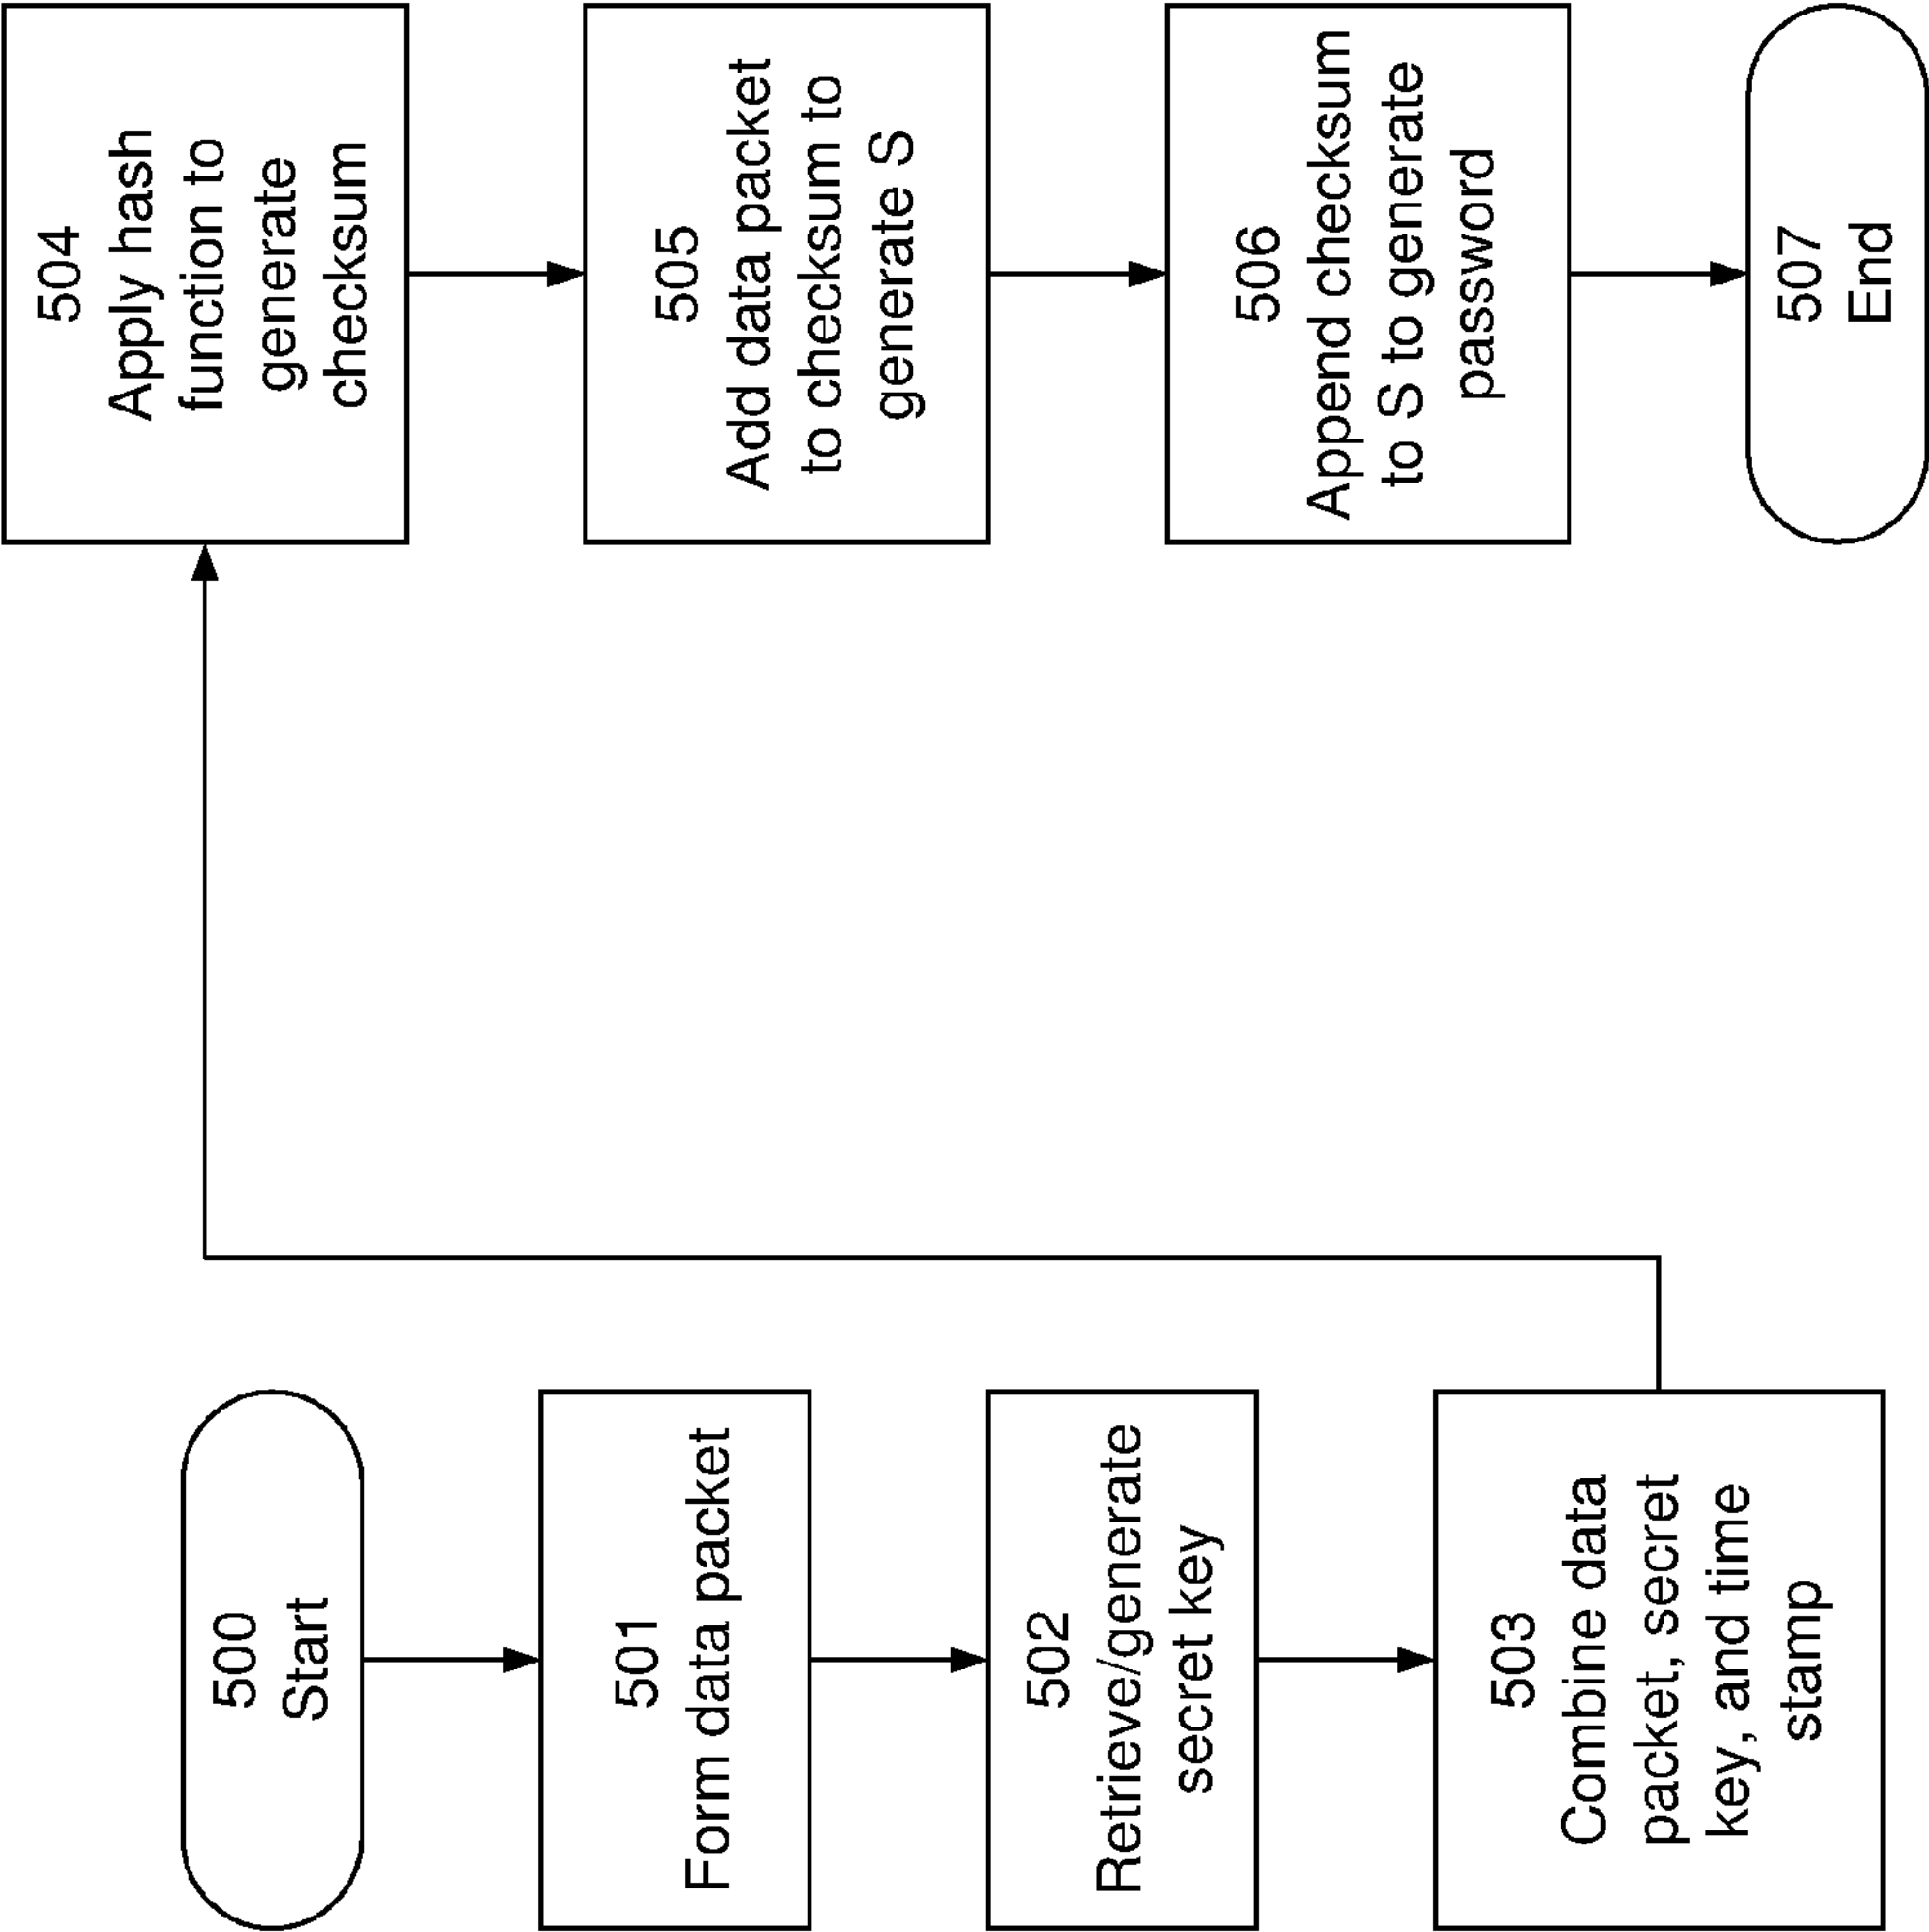 500
Start
501
Form data packet
502
Retrieve/generate
secret key
503
Combine data
packet, secret
key, and time
stamp
504
Apply hash
function to
generate
checksum
505
Add data packet
to checksum to
generate S
506
Append checksum
to S to generate
password
507
End